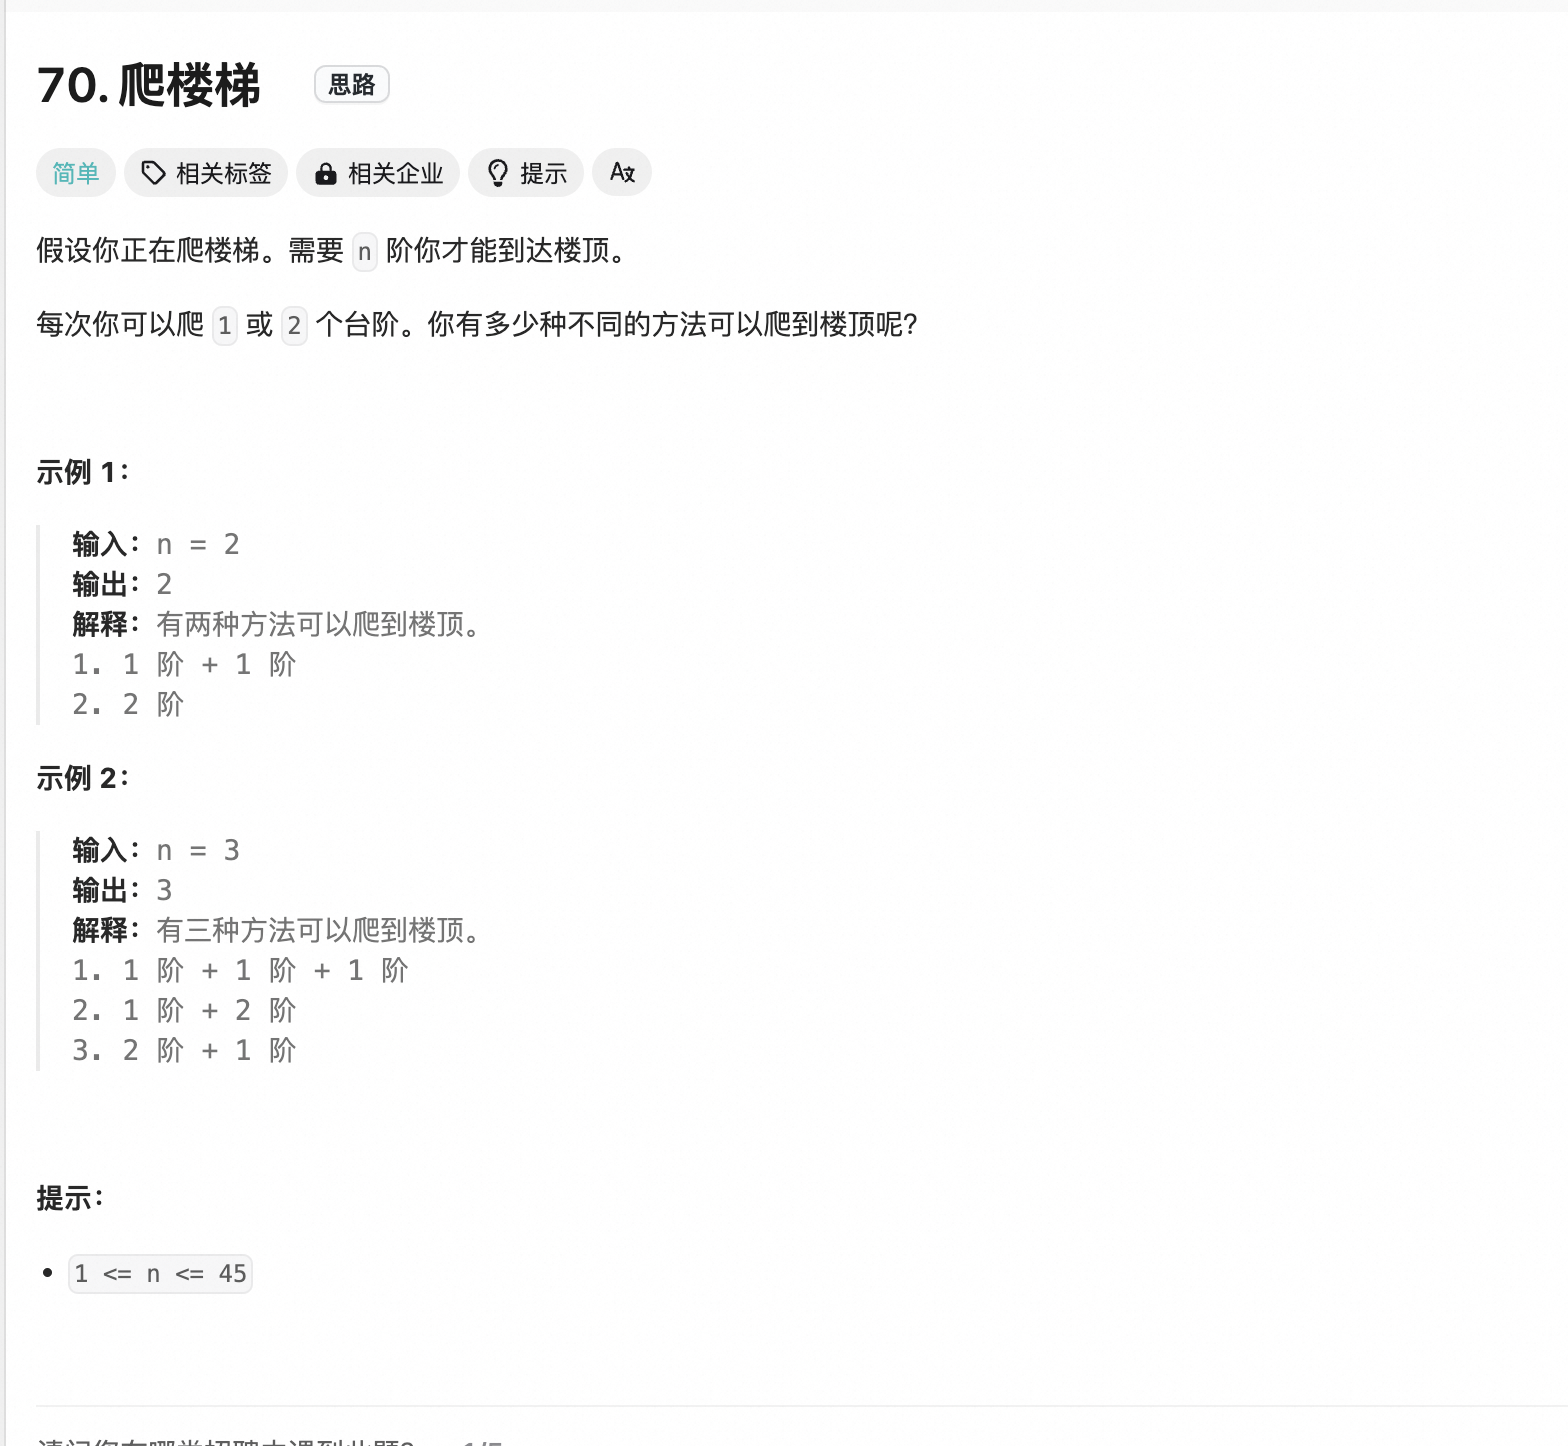 70. 爬楼梯 思路
简单 相关标签 相关企业 提示 A文
假设你正在爬楼梯。需要 n 阶你才能到达楼顶。
每次你可以爬 1 或 2 个台阶。你有多少种不同的方法可以爬到楼顶呢?
示例 1:
输入：n = 2
输出：2
解释：有两种方法可以爬到楼顶。
1. 1 阶 + 1 阶
2. 2 阶
示例 2:
输入：n = 3
输出：3
解释：有三种方法可以爬到楼顶。
1. 1 阶 + 1 阶 + 1 阶
2. 1 阶 + 2 阶
3. 2 阶 + 1 阶
提示:
• 1 <= n <= 45